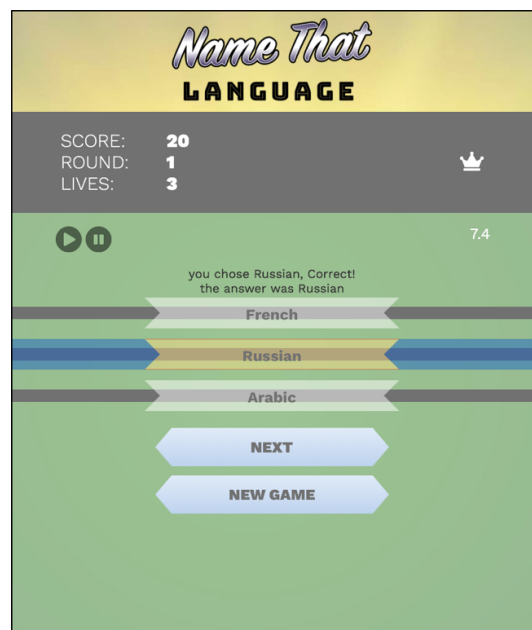 Name That
LANGUAGE
SCORE: 20
ROUND: 1
LIVES: 3
7.4
you chose Russian, Correct!
the answer was Russian
French
Russian
Arabic
NEXT
NEW GAME